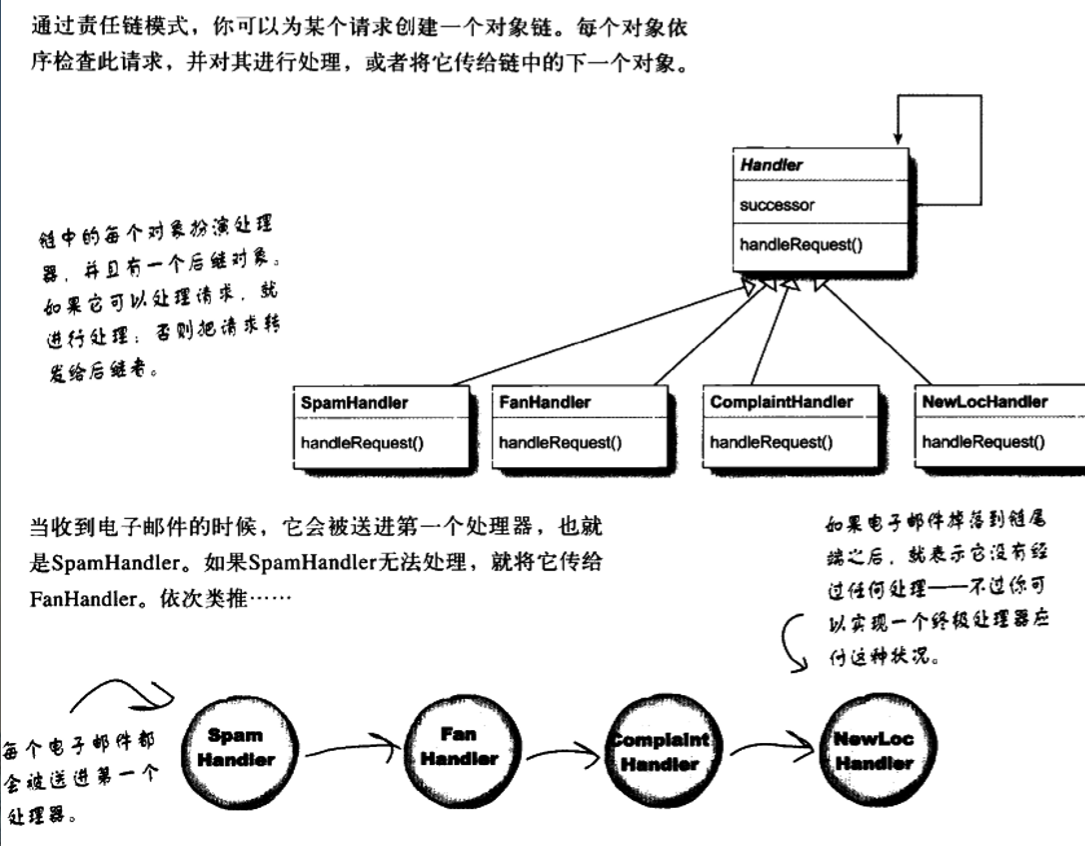 通过责任链模式，你可以为某个请求创建一个对象链。每个对象依
序检查此请求，并对其进行处理，或者将它传给链中的下一个对象。
Handler
successor
handleRequest()
链中的每个对象扮演处理
器，并且有一个后继对象。
如果它可以处理请求，就
进行处理；否则把请求转
发给后继者。
SpamHandler
handleRequest()
FanHandler
handleRequest()
ComplaintHandler
handleRequest()
NewLocHandler
handleRequest()
当收到电子邮件的时候，它会被送进第一个处理器，也就
是SpamHandler。如果SpamHandler无法处理，就将它传给
FanHandler。依次类推……
如果电子邮件掉落到链尾
端之后，就表示它没有经
过任何处理——不过你可
以实现一个终极处理器应
付这种状况。
每个电子邮件都
会被送进第一个
处理器。
Spam
Handler
Fan
Handler
Complaint
Handler
NewLoc
Handler